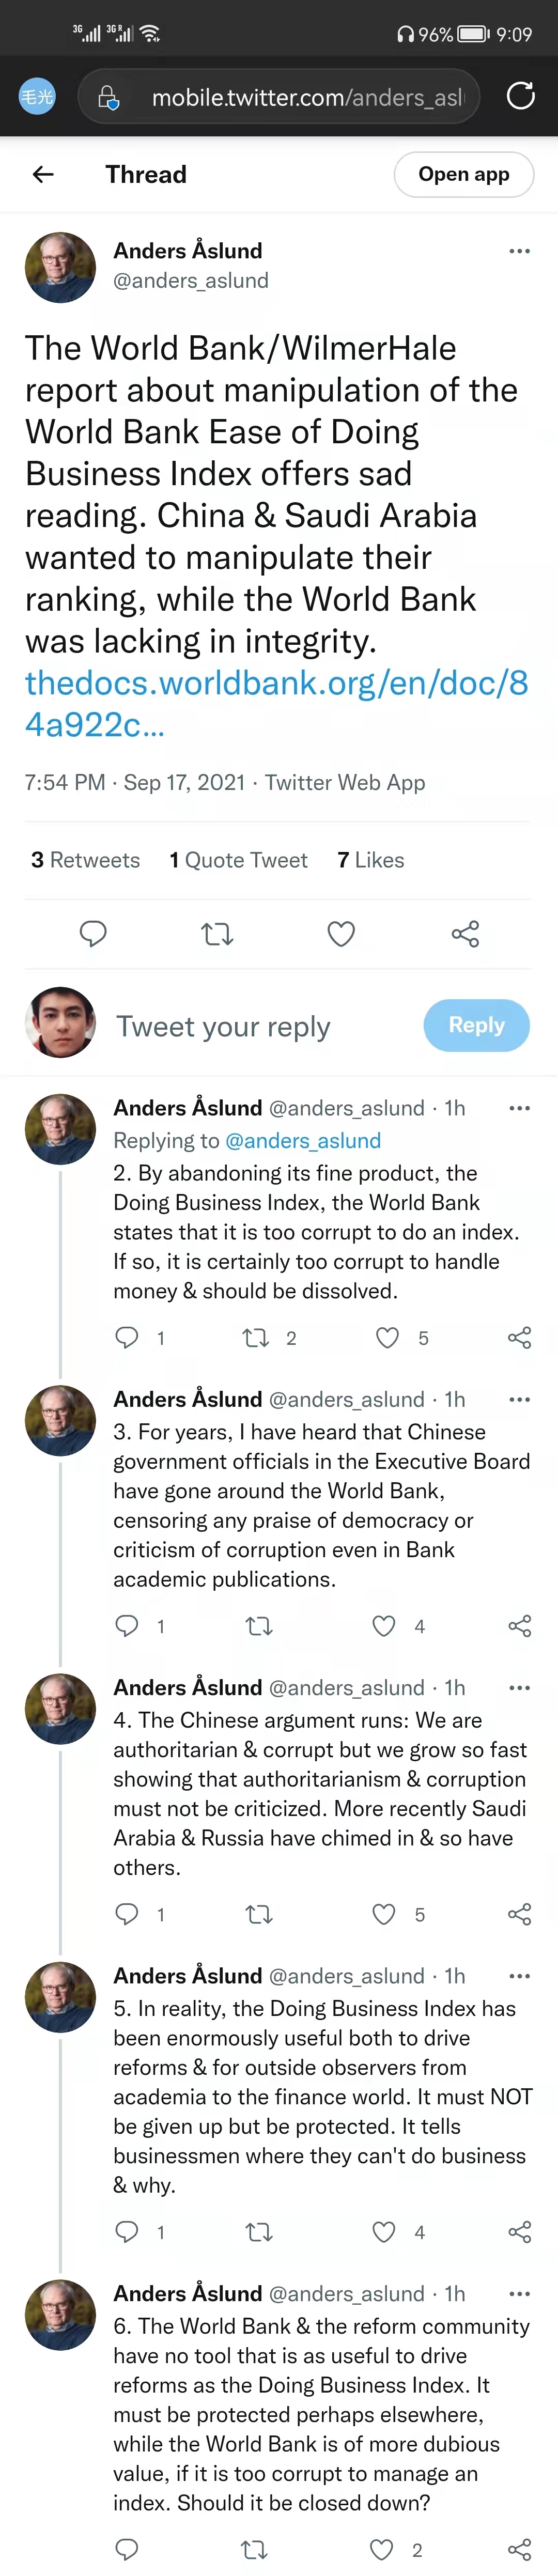 3G 3G R 96% 9:09
毛光 mobile.twitter.com/anders_asl
Thread Open app
Anders Åslund
@anders_aslund
The World Bank/WilmerHale
report about manipulation of the
World Bank Ease of Doing
Business Index offers sad
reading. China & Saudi Arabia
wanted to manipulate their
ranking, while the World Bank
was lacking in integrity.
thedocs.worldbank.org/en/doc/8
4a922c...
7:54 PM · Sep 17, 2021 · Twitter Web App
3 Retweets 1 Quote Tweet 7 Likes
Tweet your reply Reply
Anders Åslund @anders_aslund · 1h
Replying to @anders_aslund
2. By abandoning its fine product, the
Doing Business Index, the World Bank
states that it is too corrupt to do an index.
If so, it is certainly too corrupt to handle
money & should be dissolved.
1 2 5
Anders Åslund @anders_aslund · 1h
3. For years, I have heard that Chinese
government officials in the Executive Board
have gone around the World Bank,
censoring any praise of democracy or
criticism of corruption even in Bank
academic publications.
1 4
Anders Åslund @anders_aslund · 1h
4. The Chinese argument runs: We are
authoritarian & corrupt but we grow so fast
showing that authoritarianism & corruption
must not be criticized. More recently Saudi
Arabia & Russia have chimed in & so have
others.
1 5
Anders Åslund @anders_aslund · 1h
5. In reality, the Doing Business Index has
been enormously useful both to drive
reforms & for outside observers from
academia to the finance world. It must NOT
be given up but be protected. It tells
businessmen where they can't do business
& why.
1 4
Anders Åslund @anders_aslund · 1h
6. The World Bank & the reform community
have no tool that is as useful to drive
reforms as the Doing Business Index. It
must be protected perhaps elsewhere,
while the World Bank is of more dubious
value, if it is too corrupt to manage an
index. Should it be closed down?
2